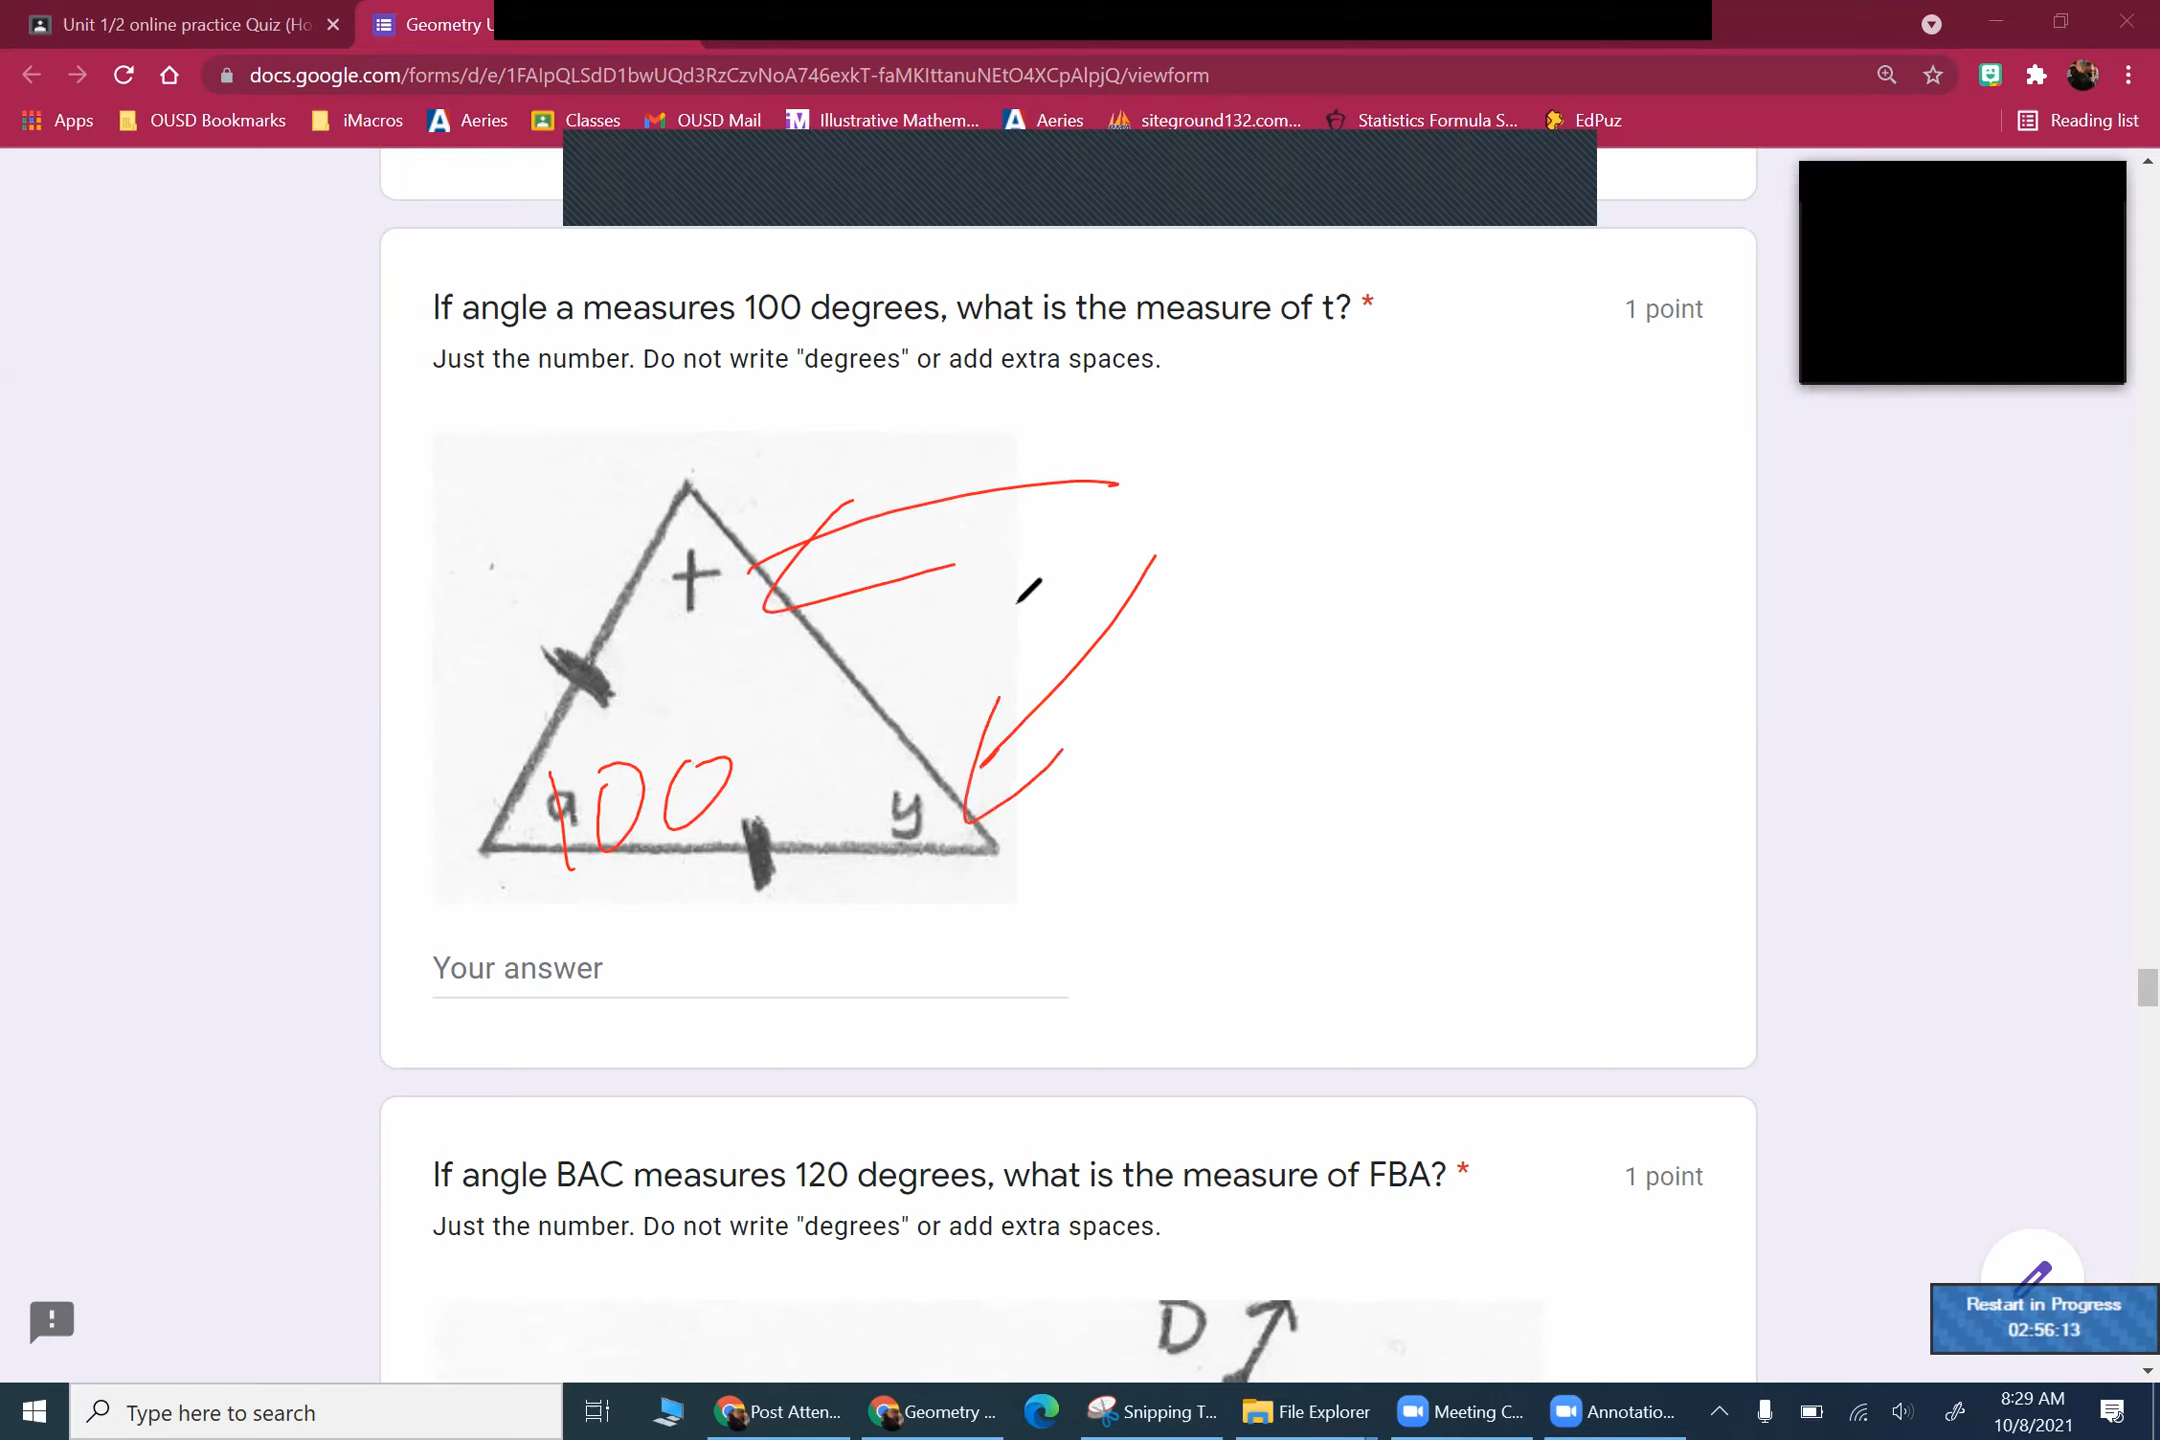 Unit 1/2 online practice Quiz (Ho
Geometry U
docs.google.com/forms/d/e/1FAIpQLSdD1bwUQd3RzCzvNoA746exkT-faMKIttanuNEtO4XCpAlpjQ/viewform
Apps OUSD Bookmarks iMacros Aeries Classes OUSD Mail Illustrative Mathem... Aeries siteground132.com... Statistics Formula S... EdPuz Reading list
If angle a measures 100 degrees, what is the measure of t? *
1 point
Just the number. Do not write "degrees" or add extra spaces.
t
a
100
y
Your answer
If angle BAC measures 120 degrees, what is the measure of FBA? *
1 point
Just the number. Do not write "degrees" or add extra spaces.
D
Restart in Progress
02:56:13
Type here to search
Post Atten...
Geometry ...
Snipping T...
File Explorer
Meeting C...
Annotatio...
8:29 AM
10/8/2021